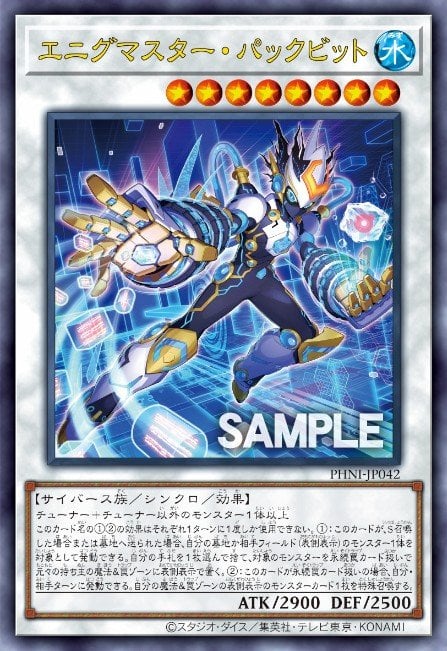 エニグマスター・パックビット
水
SAMPLE
PHNI-JP042
【サイバース族／シンクロ／効果】
チューナー＋チューナー以外のモンスター1体以上
このカード名の①②の効果はそれぞれ1ターンに1度しか使用できない。①：このカードが、S召喚
した場合または墓地へ送られた場合、自分の墓地か相手フィールド（表側表示）のモンスター1体を
対象として発動できる。自分の手札を1枚選んで捨て、対象のモンスターを永続罠カード扱いで
元々の持ち主の魔法＆罠ゾーンに表側表示で置く。②：このカードが永続罠カード扱いの場合、自分・
相手ターンに発動できる。自分の魔法＆罠ゾーンの表側表示のモンスターカード1枚を特殊召喚する。
ATK/2900 DEF/2500
©スタジオ・ダイス／集英社・テレビ東京・KONAMI